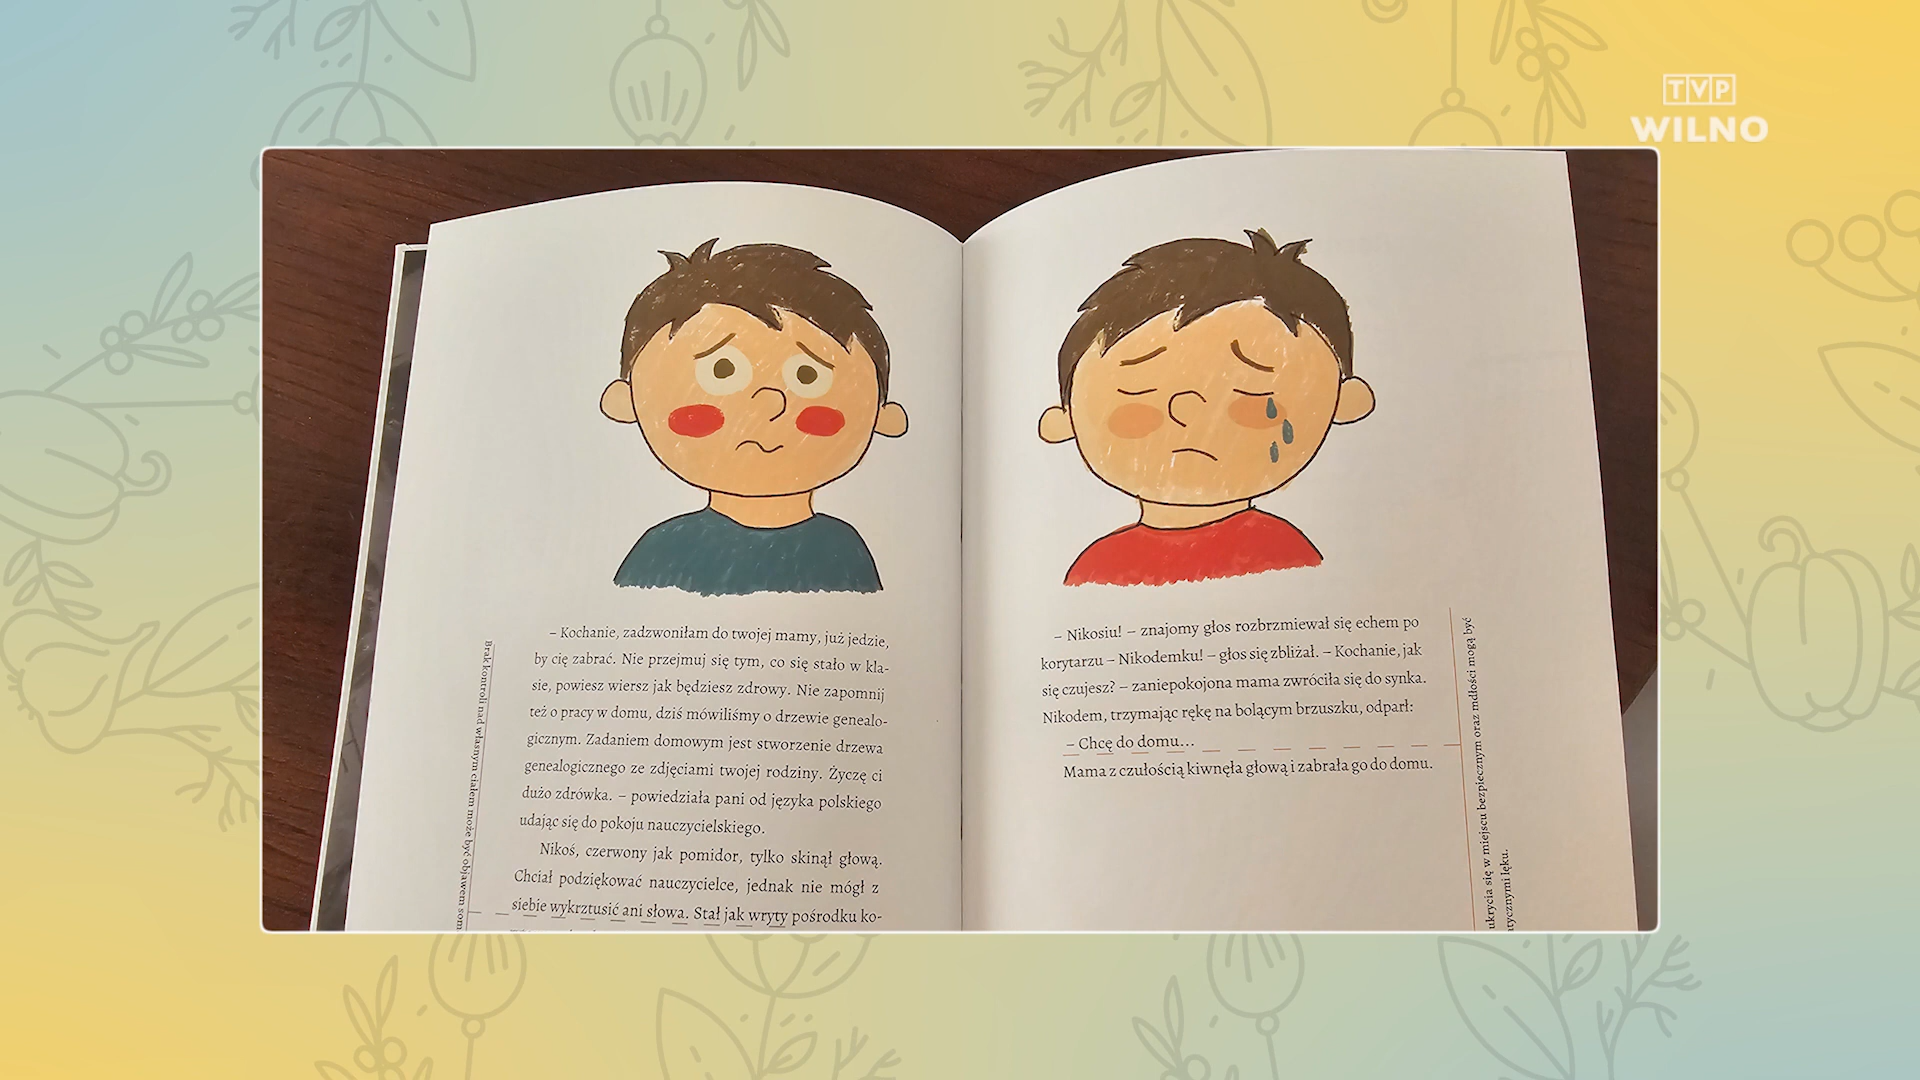 TVP
WILNO
– Kochanie, zadzwoniłam do twojej mamy, już jedzie,
by cię zabrać. Nie przejmuj się tym, co się stało w kla-
sie, powiesz wiersz jak będziesz zdrowy. Nie zapomnij
też o pracy w domu, dziś mówiliśmy o drzewie genealo-
gicznym. Zadaniem domowym jest stworzenie drzewa
genealogicznego ze zdjęciami twojej rodziny. Życzę ci
dużo zdrówka. – powiedziała pani od języka polskiego
udając się do pokoju nauczycielskiego.
Nikoś, czerwony jak pomidor, tylko skinął głową.
Chciał podziękować nauczycielce, jednak nie mógł z
siebie wykrztusić ani słowa. Stał jak wryty pośrodku ko-
Brak kontroli nad własnym ciałem może być objawem som
– Nikosiu! – znajomy głos rozbrzmiewał się echem po
korytarzu – Nikodemku! – głos się zbliżał. – Kochanie, jak
się czujesz? – zaniepokojona mama zwróciła się do synka.
Nikodem, trzymając rękę na bolącym brzuszku, odparł:
– Chcę do domu...
Mama z czułością kiwnęła głową i zabrała go do domu.
ukrycia się w miejscu bezpiecznym oraz mdłości mogą być
tycznymi lęku.